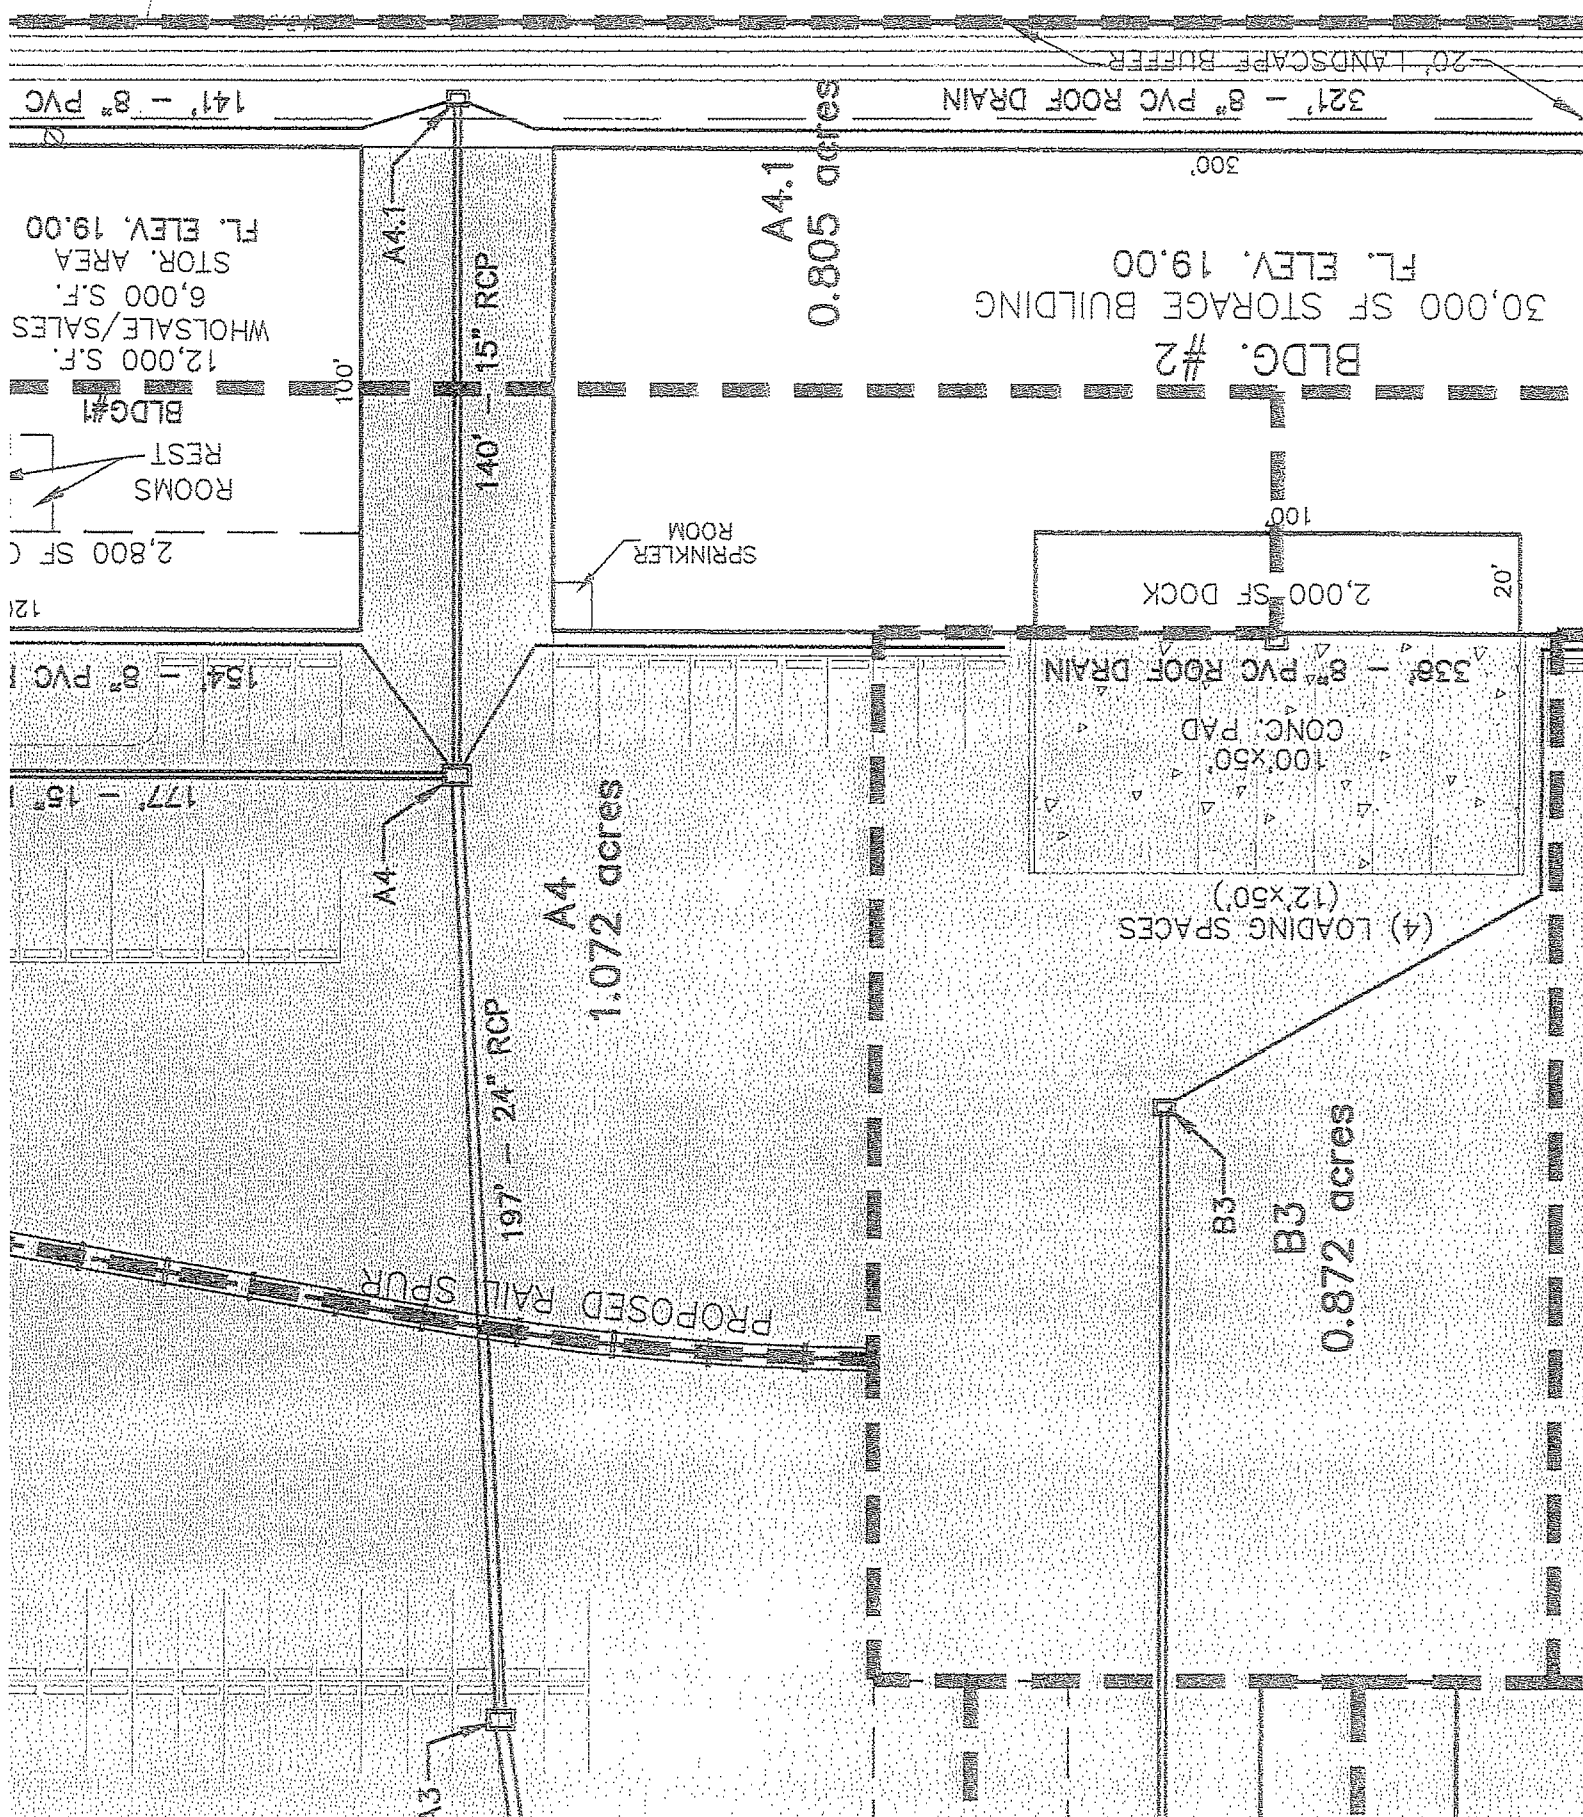 20' LANDSCAPE BUFFER
141' - 8" PVC
321' - 8" PVC ROOF DRAIN
300'
A4.1
A4.1
0.805 acres
12,000 S.F.
WHOLSALE/SALES
6,000 S.F.
STOR. AREA
FL. ELEV. 19.00
BLDG#1
100'
140' - 15" RCP
BLDG. #2
30,000 SF STORAGE BUILDING
FL. ELEV. 19.00
REST
ROOMS
2,800 SF
SPRINKLER
ROOM
100'
20'
2,000 SF DOCK
154' - 8" PVC
338' - 8" PVC ROOF DRAIN
100'x50'
CONC. PAD
177' - 18"
A4
A4
1.072 acres
(4) LOADING SPACES
(12'x50')
197' - 24" RCP
B3
B3
0.872 acres
PROPOSED RAIL SPUR
A3